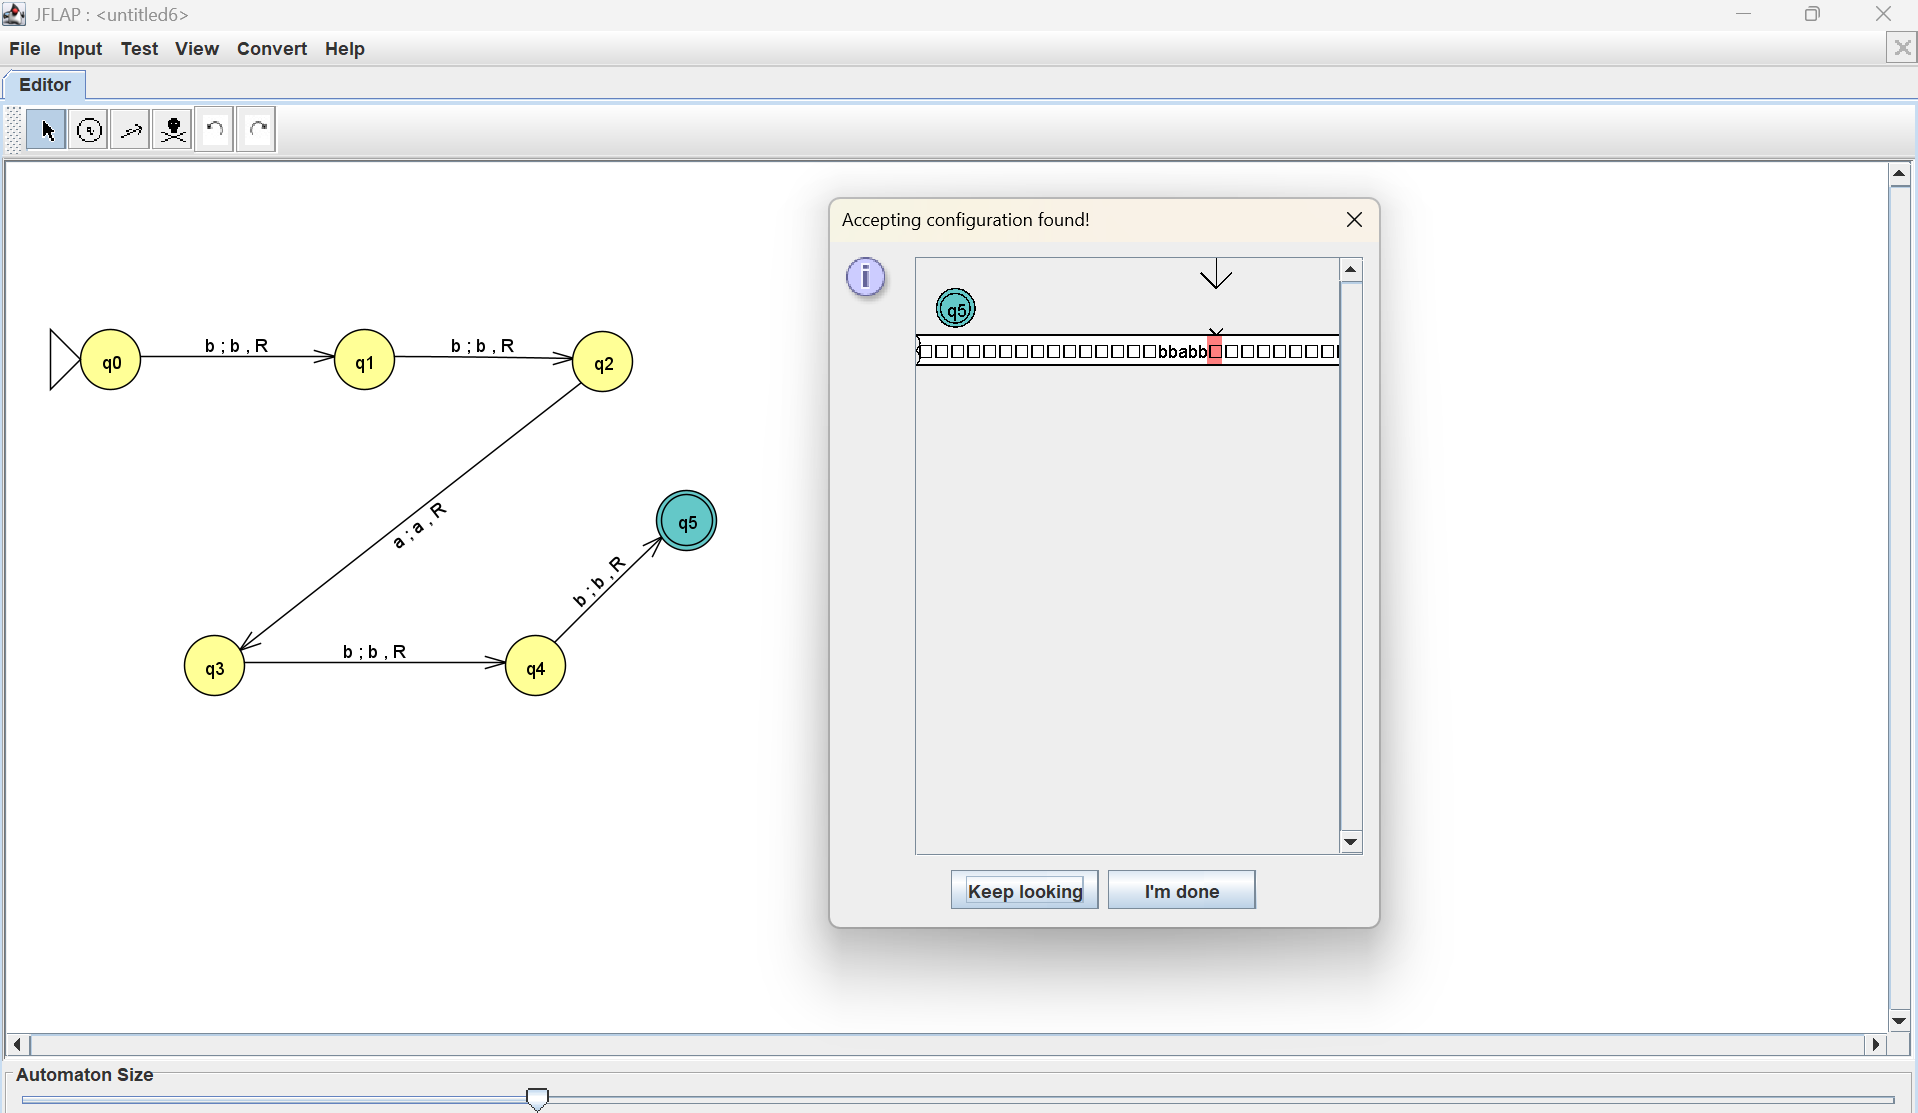 JFLAP : <untitled6>
File Input Test View Convert Help
Editor
Accepting configuration found!
q5
bbabb
q0 b ; b , R q1 b ; b , R q2
a ; a , R
q5
b ; b , R
q3 b ; b , R q4
Keep looking I'm done
Automaton Size